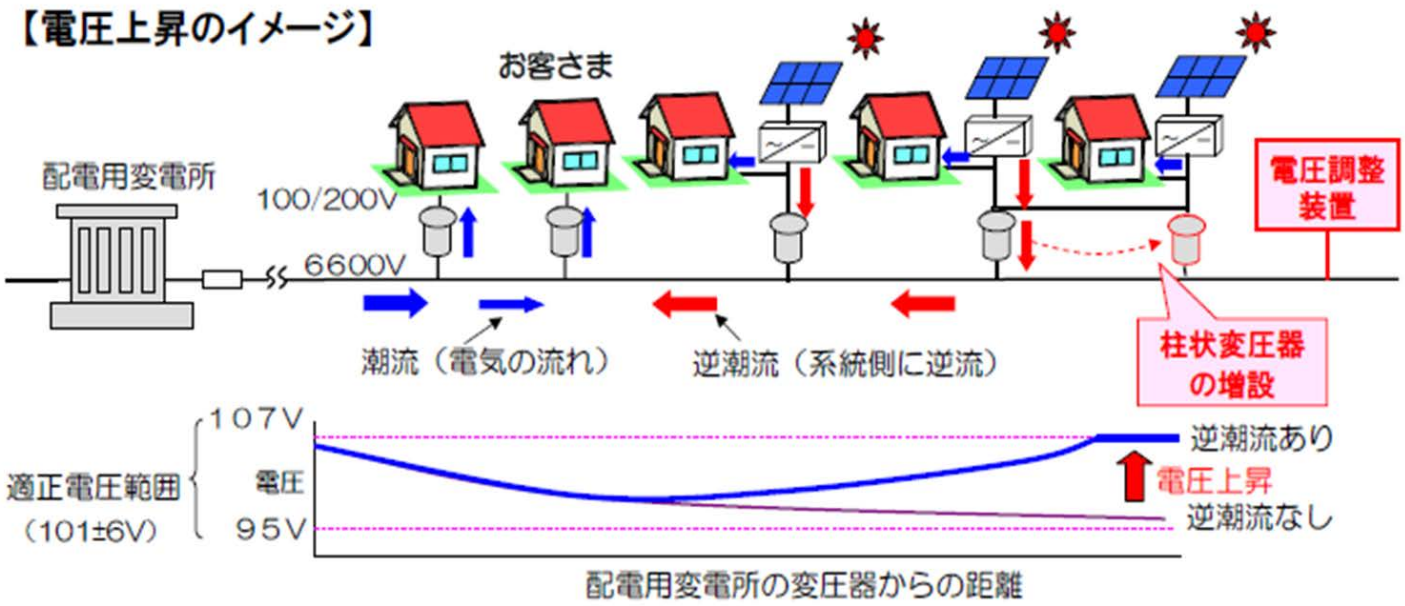 【電圧上昇のイメージ】
お客さま
配電用変電所
100/200V
6600V
電圧調整
装置
潮流（電気の流れ）
逆潮流（系統側に逆流）
柱状変圧器
の増設
107V
適正電圧範囲
（101±6V）
電圧
95V
逆潮流あり
電圧上昇
逆潮流なし
配電用変電所の変圧器からの距離